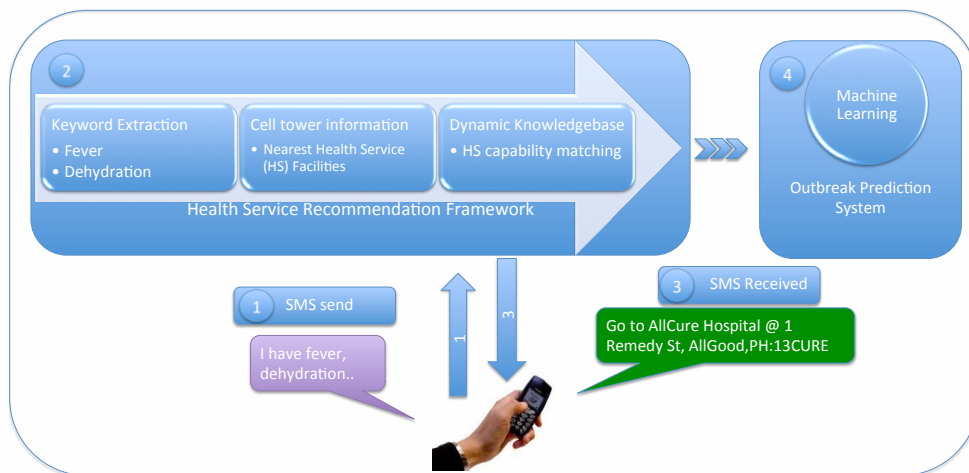 2
Keyword Extraction
• Fever
• Dehydration
Cell tower information
• Nearest Health Service
(HS) Facilities
Dynamic Knowledgebase
• HS capability matching
Health Service Recommendation Framework
4
Machine
Learning
Outbreak Prediction
System
1 SMS send
I have fever,
dehydration..
1
3
3 SMS Received
Go to AllCure Hospital @ 1
Remedy St, AllGood,PH:13CURE